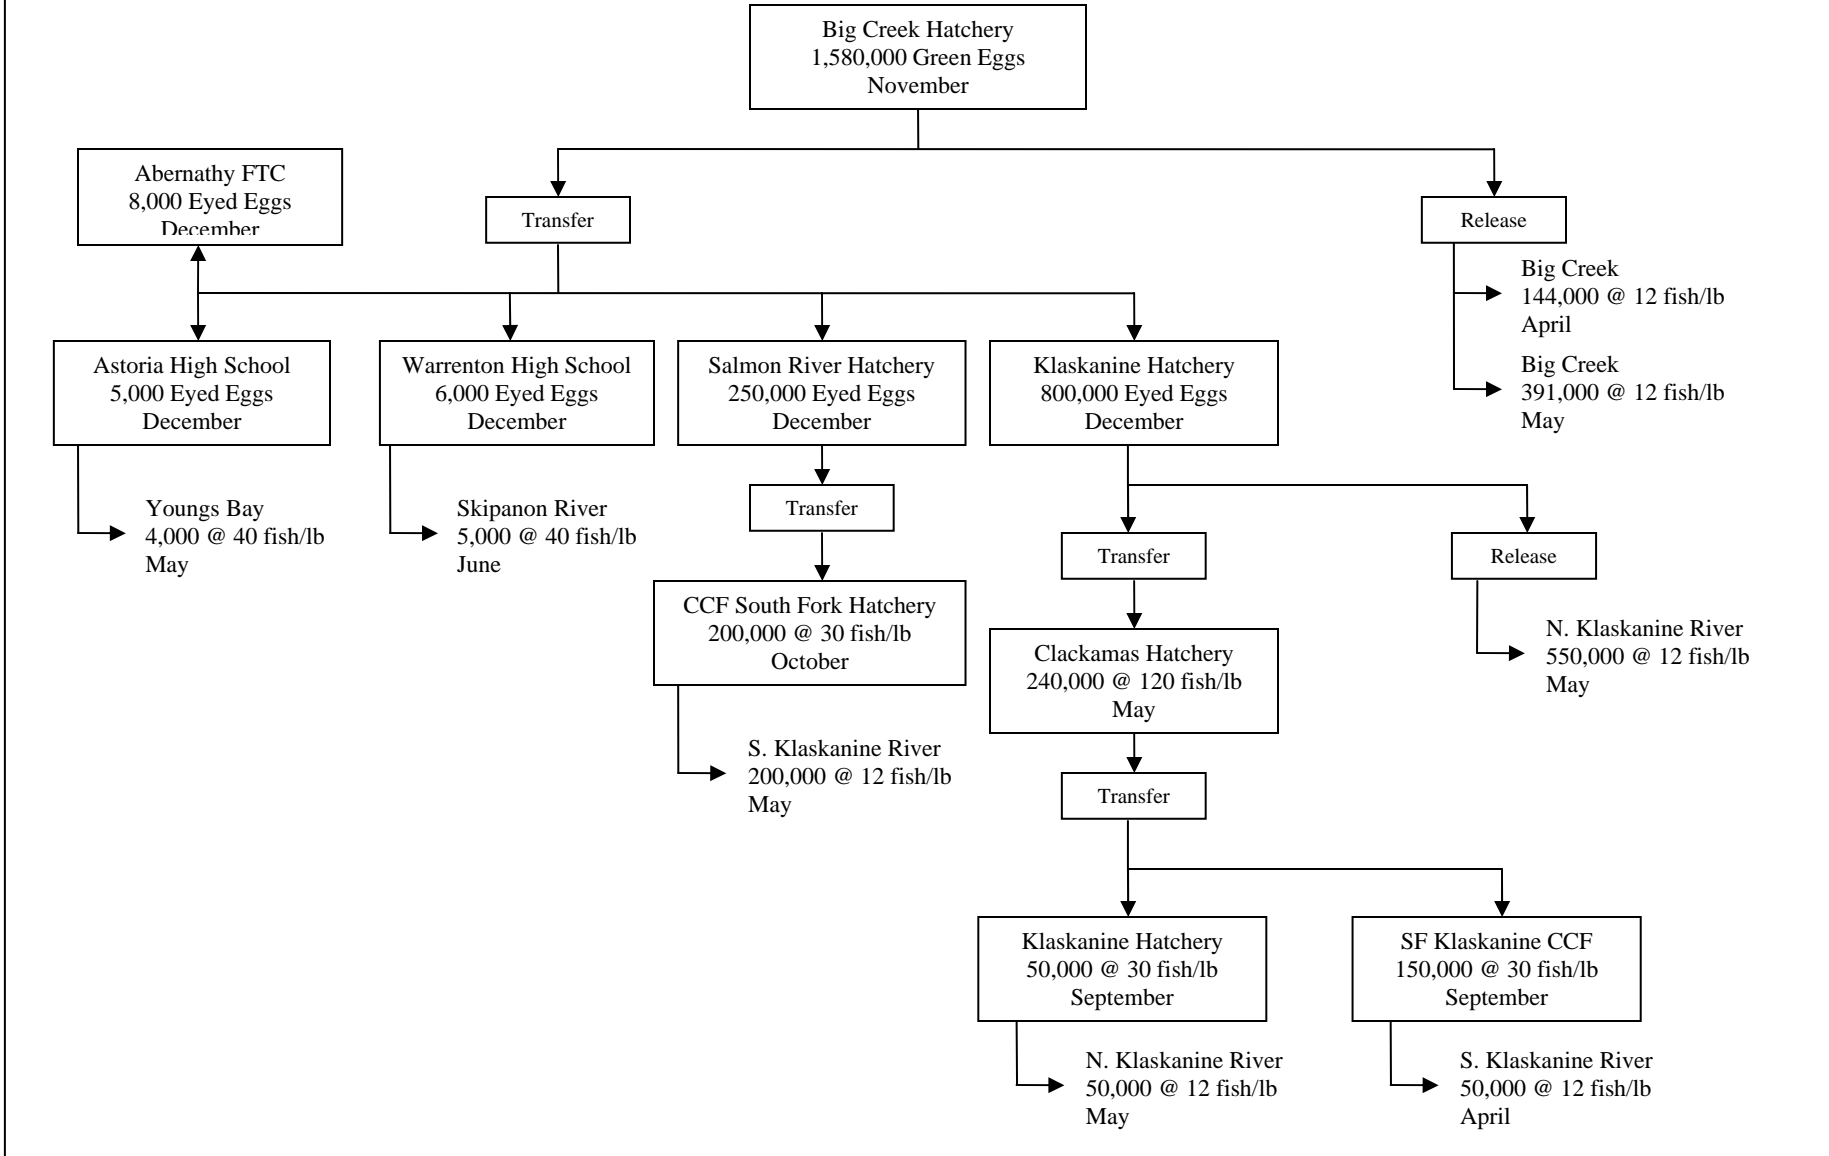 Big Creek Hatchery
1,580,000 Green Eggs
November
Abernathy FTC
8,000 Eyed Eggs
December
Transfer
Release
Big Creek
144,000 @ 12 fish/lb
April
Big Creek
391,000 @ 12 fish/lb
May
Astoria High School
5,000 Eyed Eggs
December
Warrenton High School
6,000 Eyed Eggs
December
Salmon River Hatchery
250,000 Eyed Eggs
December
Klaskanine Hatchery
800,000 Eyed Eggs
December
Youngs Bay
4,000 @ 40 fish/lb
May
Skipanon River
5,000 @ 40 fish/lb
June
Transfer
Transfer
Release
CCF South Fork Hatchery
200,000 @ 30 fish/lb
October
Clackamas Hatchery
240,000 @ 120 fish/lb
May
N. Klaskanine River
550,000 @ 12 fish/lb
May
S. Klaskanine River
200,000 @ 12 fish/lb
May
Transfer
Klaskanine Hatchery
50,000 @ 30 fish/lb
September
SF Klaskanine CCF
150,000 @ 30 fish/lb
September
N. Klaskanine River
50,000 @ 12 fish/lb
May
S. Klaskanine River
50,000 @ 12 fish/lb
April